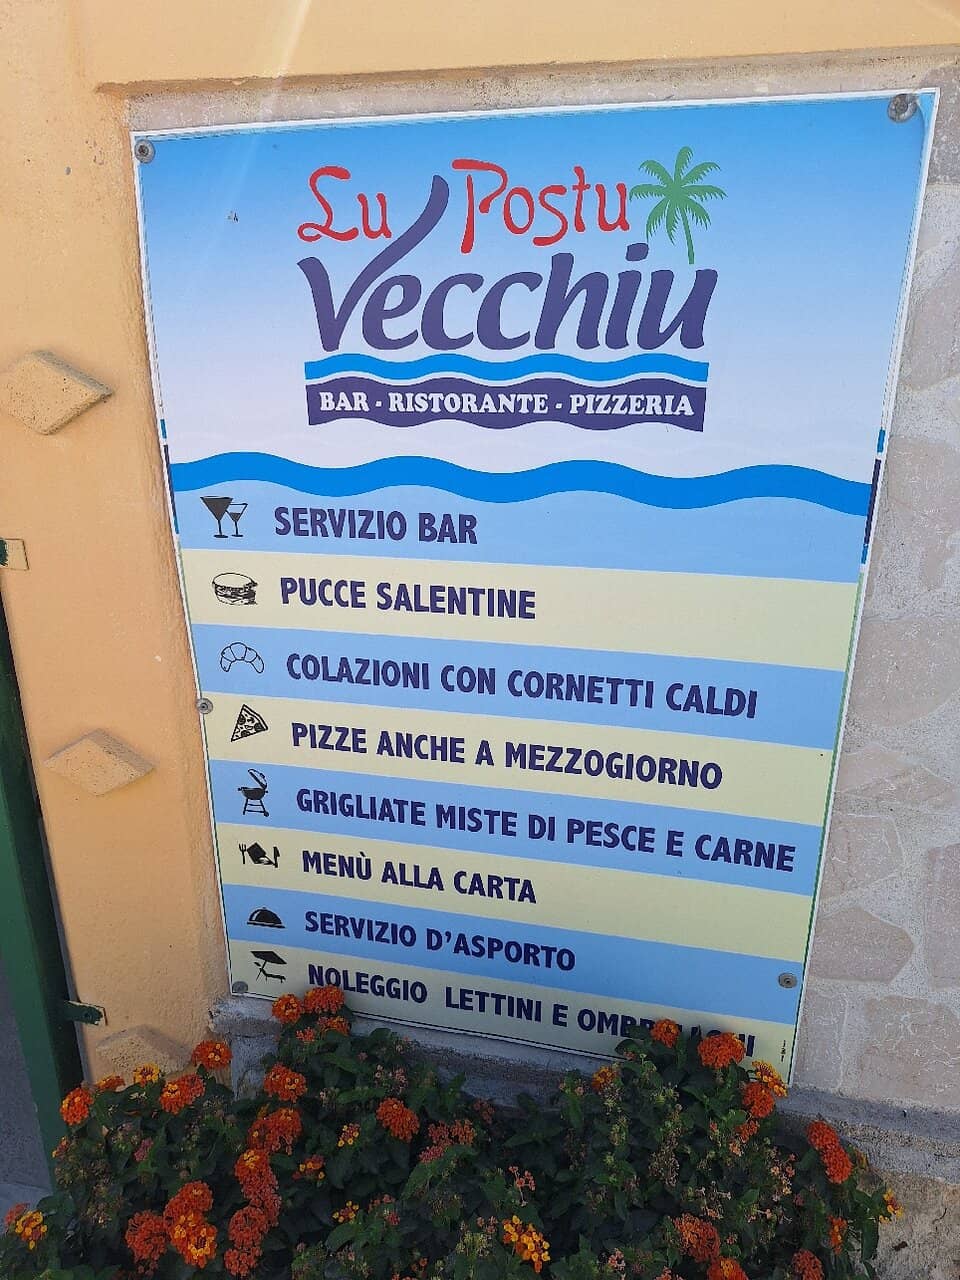 Lu Postu
Vecchiu
BAR - RISTORANTE - PIZZERIA
SERVIZIO BAR
PUCCE SALENTINE
COLAZIONI CON CORNETTI CALDI
PIZZE ANCHE A MEZZOGIORNO
GRIGLIATE MISTE DI PESCE E CARNE
MENÙ ALLA CARTA
SERVIZIO D'ASPORTO
NOLEGGIO LETTINI E